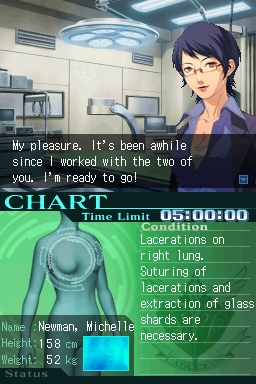 My pleasure. It's been awhile
since I worked with the two of
you. I'm ready to go!
CHART
Time Limit 05:00:00
Condition
Lacerations on
right lung.
Suturing of
lacerations and
extraction of glass
shards are
necessary.
Name :Newman, Michelle
Height:158 cm
Weight: 52 kg
Status